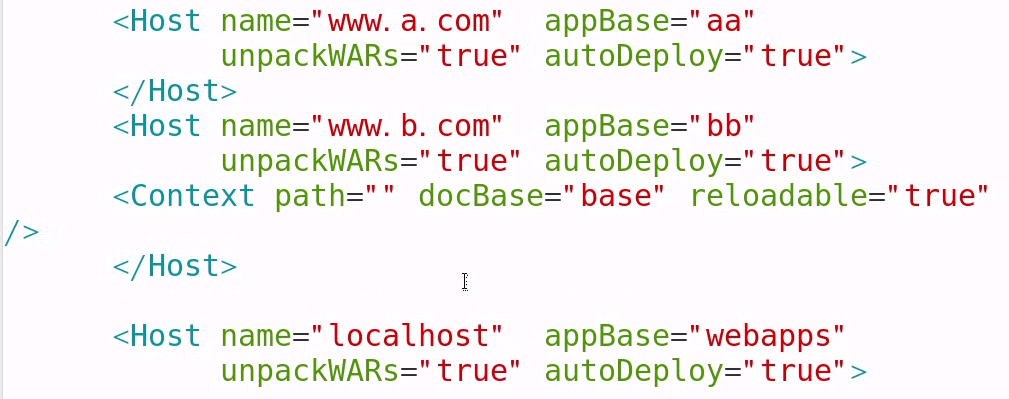 <Host name="www.a.com" appBase="aa"
unpackWARs="true" autoDeploy="true">
</Host>
<Host name="www.b.com" appBase="bb"
unpackWARs="true" autoDeploy="true">
<Context path="" docBase="base" reloadable="true"
/>
</Host>
<Host name="localhost" appBase="webapps"
unpackWARs="true" autoDeploy="true">